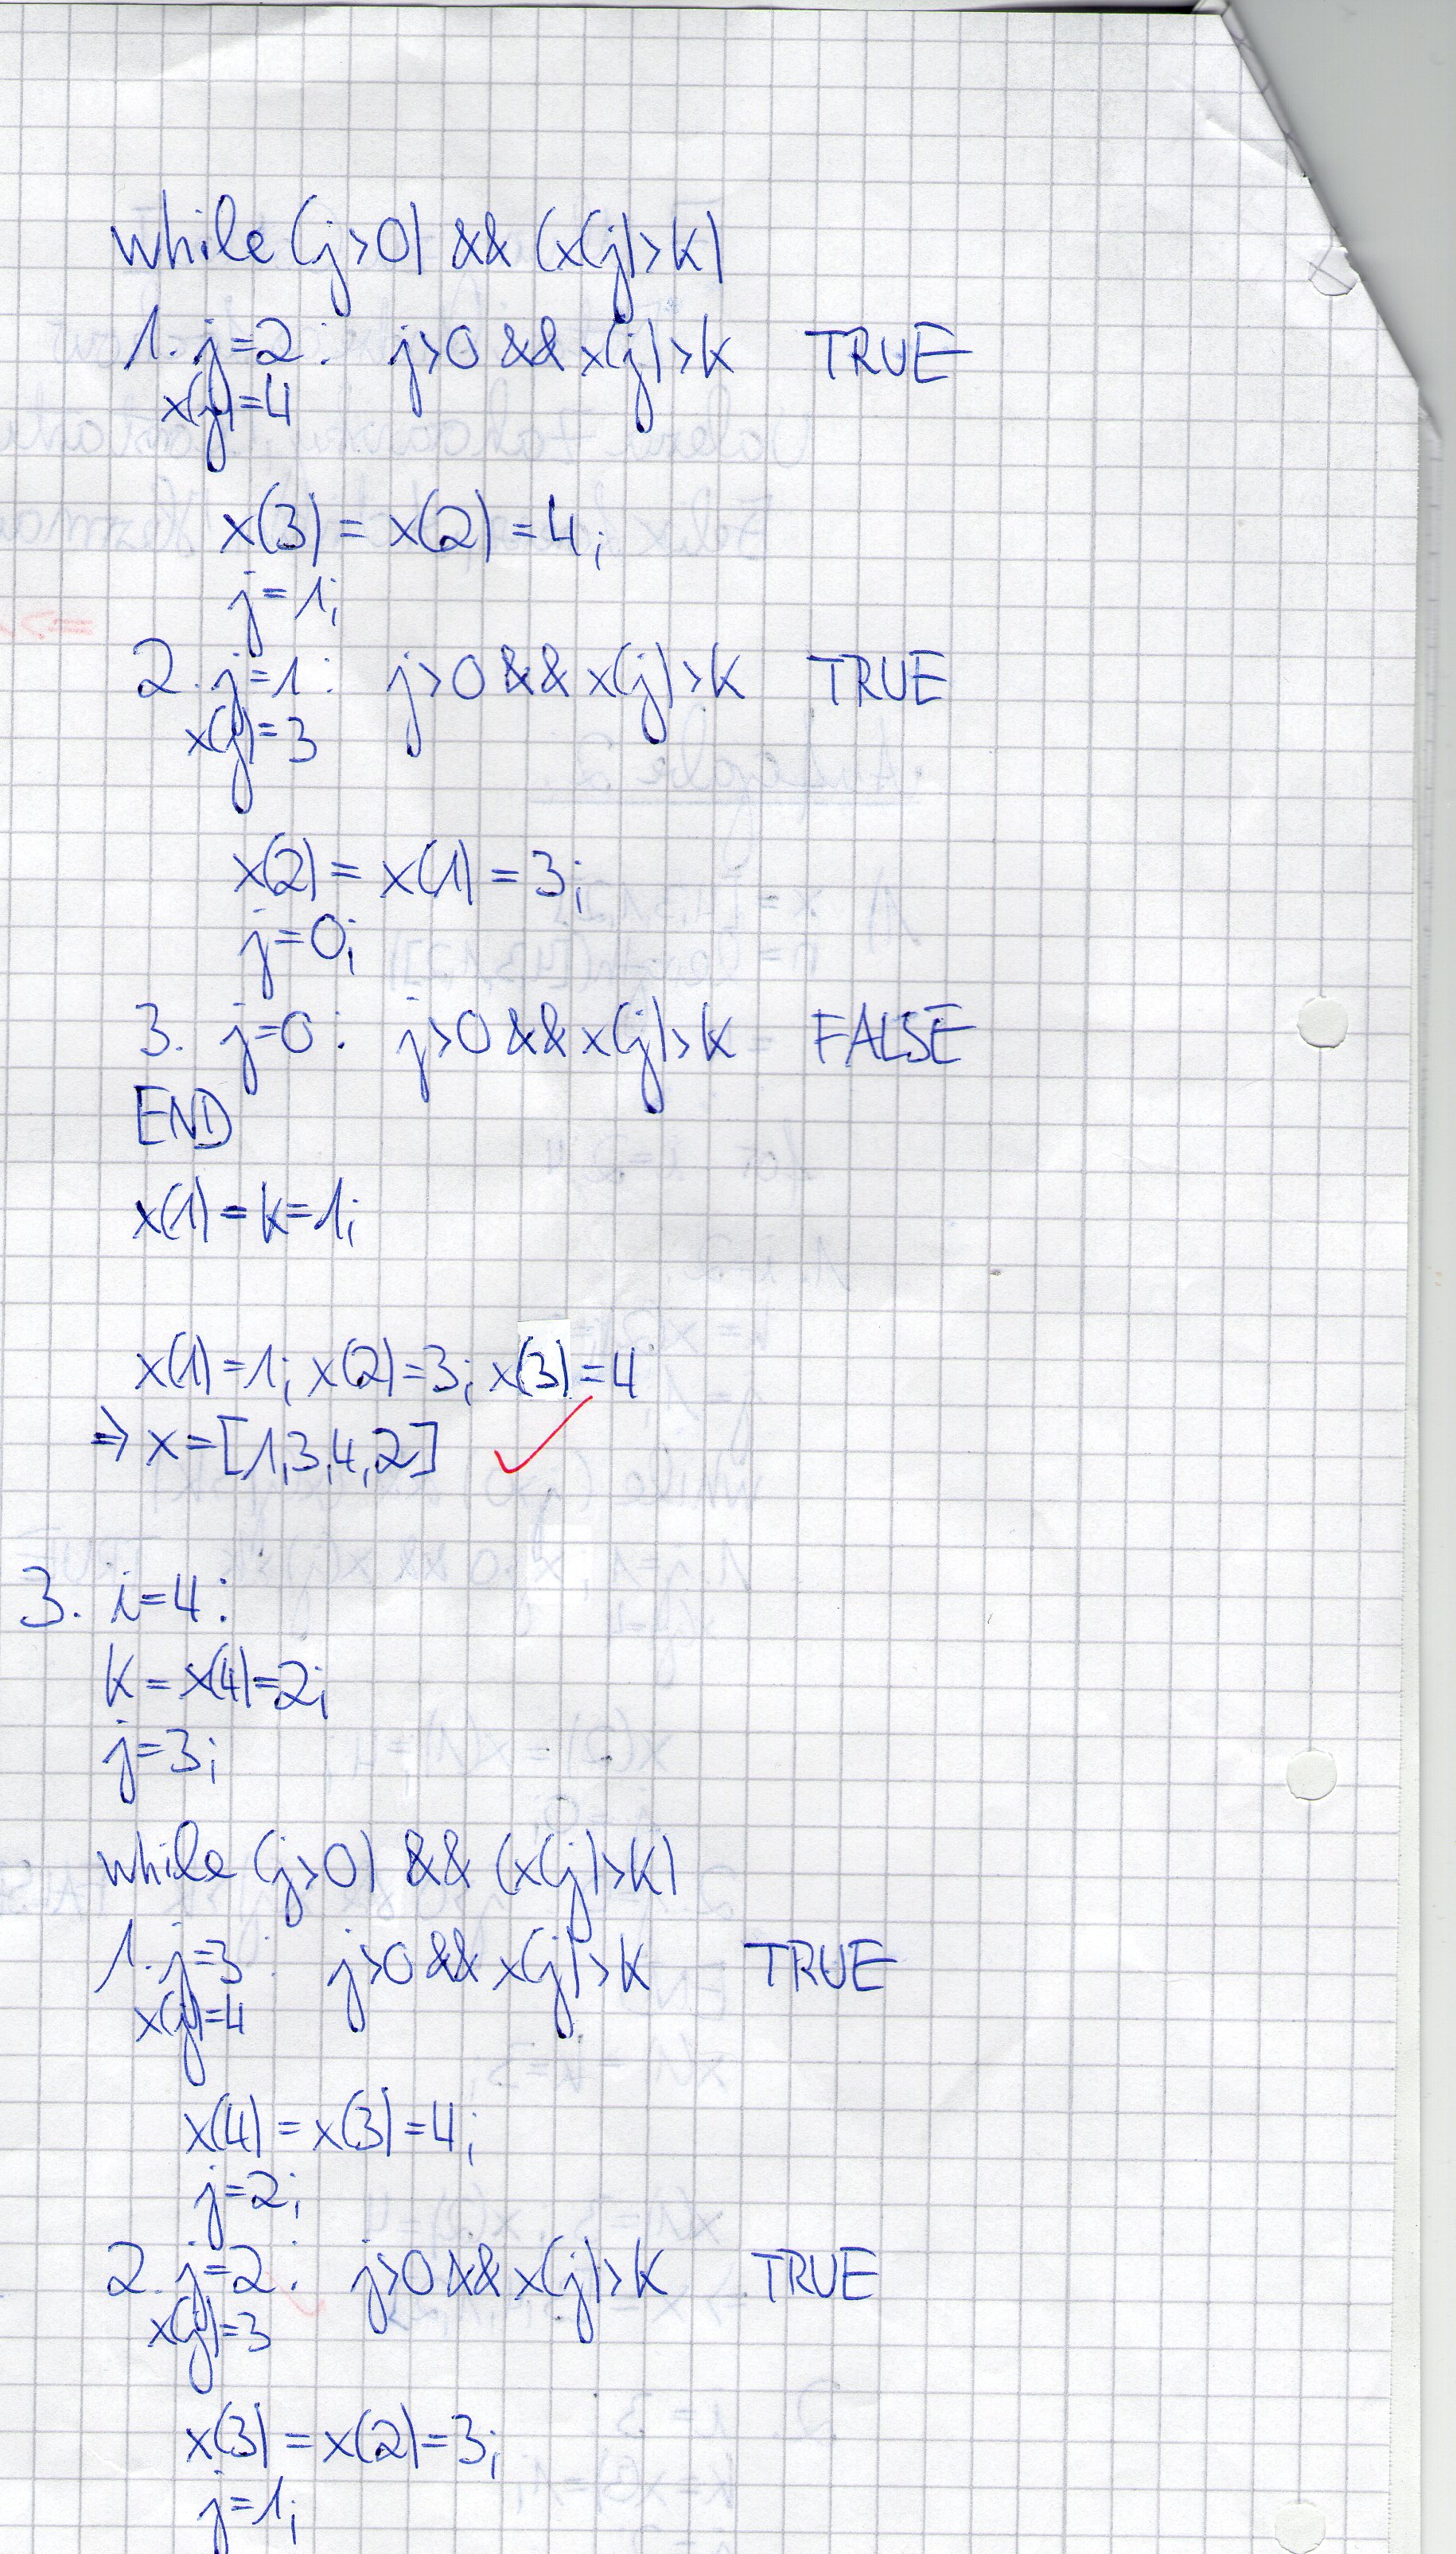 while (j>0) && (x(j)>k)
1. j=2: j>0 && x(j)>k TRUE
x(j)=4
x(3) = x(2) = 4;
j=1;
2. j=1: j>0 && x(j)>k TRUE
x(j)=3
x(2) = x(1) = 3;
j=0;
3. j=0: j>0 && x(j)>k FALSE
END
x(1) = k=1;
x(1)=1; x(2)=3; x(3)=4
⇒ x=[1,3,4,2] ✓
3. i=4:
k = x(4)=2;
j=3;
while (j>0) && (x(j)>k)
1. j=3: j>0 && x(j)>k TRUE
x(j)=4
x(4) = x(3) = 4;
j=2;
2. j=2: j>0 && x(j)>k TRUE
x(j)=3
x(3) = x(2) = 3;
j=1;